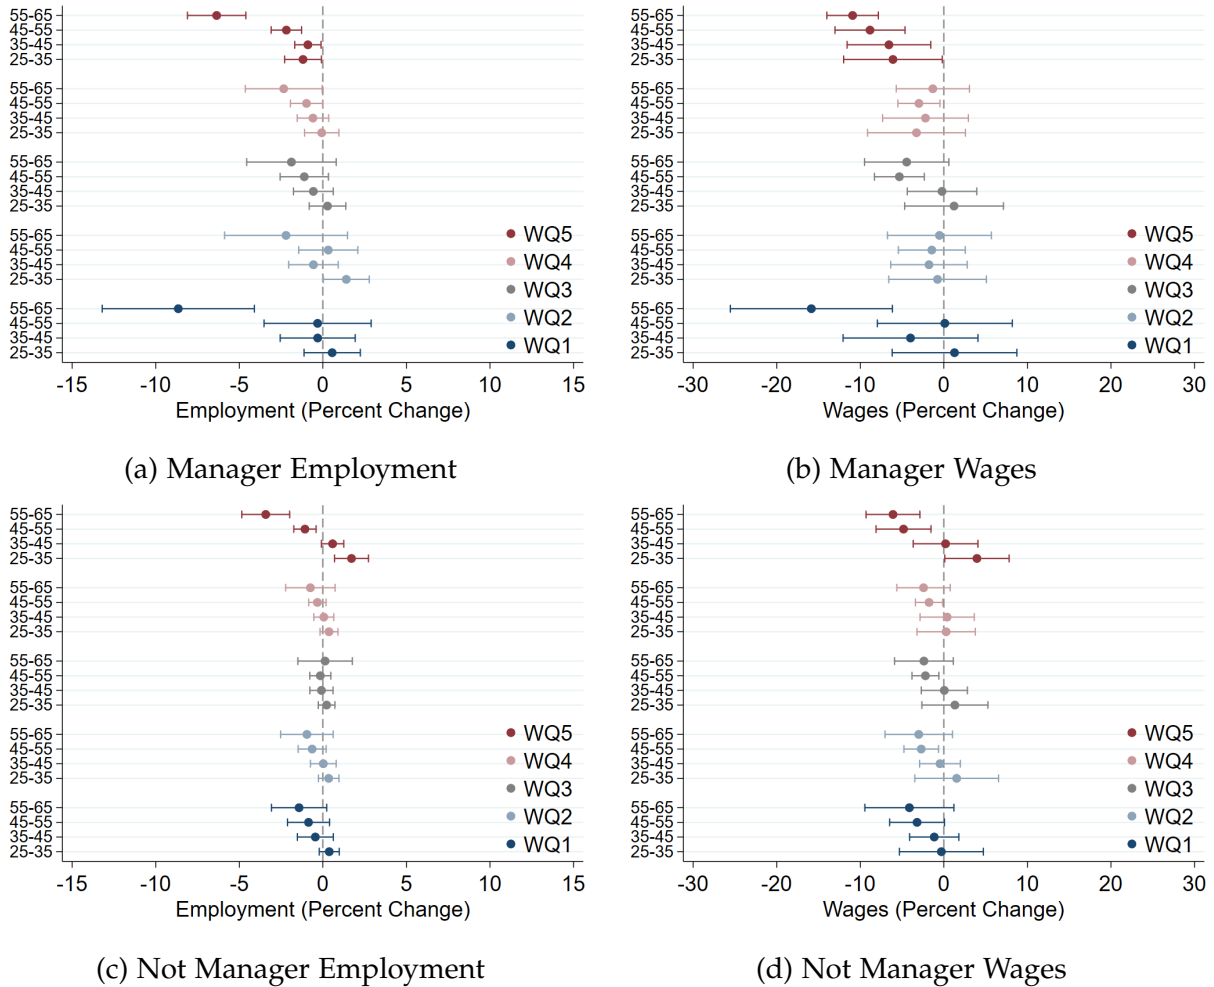 55-65
45-55
35-45
25-35
55-65
45-55
35-45
25-35
55-65
45-55
35-45
25-35
55-65
45-55
35-45
25-35
55-65
45-55
35-45
25-35
WQ5
WQ4
WQ3
WQ2
WQ1
-15 -10 -5 0 5 10 15
Employment (Percent Change)
(a) Manager Employment
55-65
45-55
35-45
25-35
55-65
45-55
35-45
25-35
55-65
45-55
35-45
25-35
55-65
45-55
35-45
25-35
55-65
45-55
35-45
25-35
WQ5
WQ4
WQ3
WQ2
WQ1
-30 -20 -10 0 10 20 30
Wages (Percent Change)
(b) Manager Wages
55-65
45-55
35-45
25-35
55-65
45-55
35-45
25-35
55-65
45-55
35-45
25-35
55-65
45-55
35-45
25-35
55-65
45-55
35-45
25-35
WQ5
WQ4
WQ3
WQ2
WQ1
-15 -10 -5 0 5 10 15
Employment (Percent Change)
(c) Not Manager Employment
55-65
45-55
35-45
25-35
55-65
45-55
35-45
25-35
55-65
45-55
35-45
25-35
55-65
45-55
35-45
25-35
55-65
45-55
35-45
25-35
WQ5
WQ4
WQ3
WQ2
WQ1
-30 -20 -10 0 10 20 30
Wages (Percent Change)
(d) Not Manager Wages